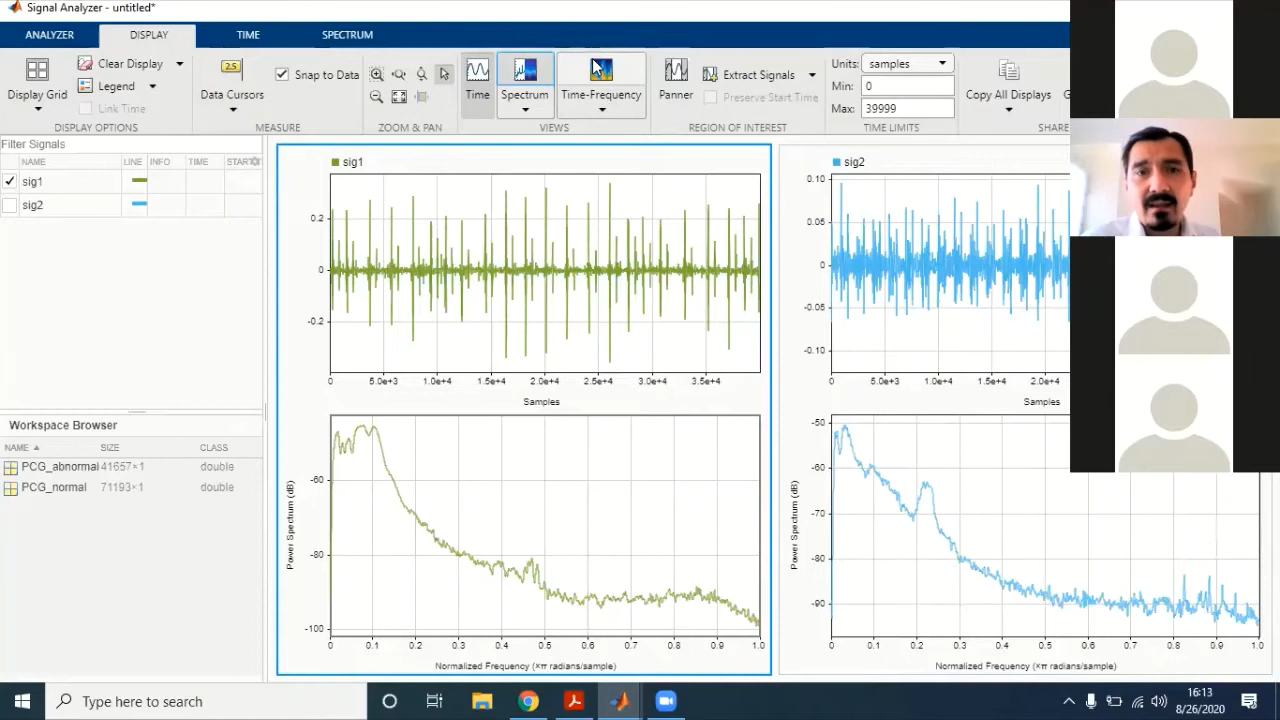 Signal Analyzer - untitled*
ANALYZER DISPLAY TIME SPECTRUM
Display Grid
Clear Display
Legend
Link Time
DISPLAY OPTIONS
2.5
Data Cursors
Snap to Data
MEASURE
ZOOM & PAN
Time
Spectrum
Time-Frequency
VIEWS
Panner
Extract Signals
Preserve Start Time
REGION OF INTEREST
Units: samples
Min: 0
Max: 39999
TIME LIMITS
Copy All Displays
SHARE
Filter Signals
NAME LINE INFO TIME START
sig1
sig2
Workspace Browser
NAME SIZE CLASS
PCG_abnormal 41657×1 double
PCG_normal 71193×1 double
sig1
0.2
0
-0.2
0 5.0e+3 1.0e+4 1.5e+4 2.0e+4 2.5e+4 3.0e+4 3.5e+4
Samples
Power Spectrum (dB)
-60
-80
-100
0 0.1 0.2 0.3 0.4 0.5 0.6 0.7 0.8 0.9 1.0
Normalized Frequency (×π radians/sample)
sig2
0.10
0.05
0
-0.05
-0.10
0 5.0e+3 1.0e+4 1.5e+4 2.0e+4
Samples
Power Spectrum (dB)
-50
-60
-70
-80
-90
0 0.1 0.2 0.3 0.4 0.5 0.6 0.7 0.8 0.9 1.0
Normalized Frequency (×π radians/sample)
Type here to search
16:13
8/26/2020